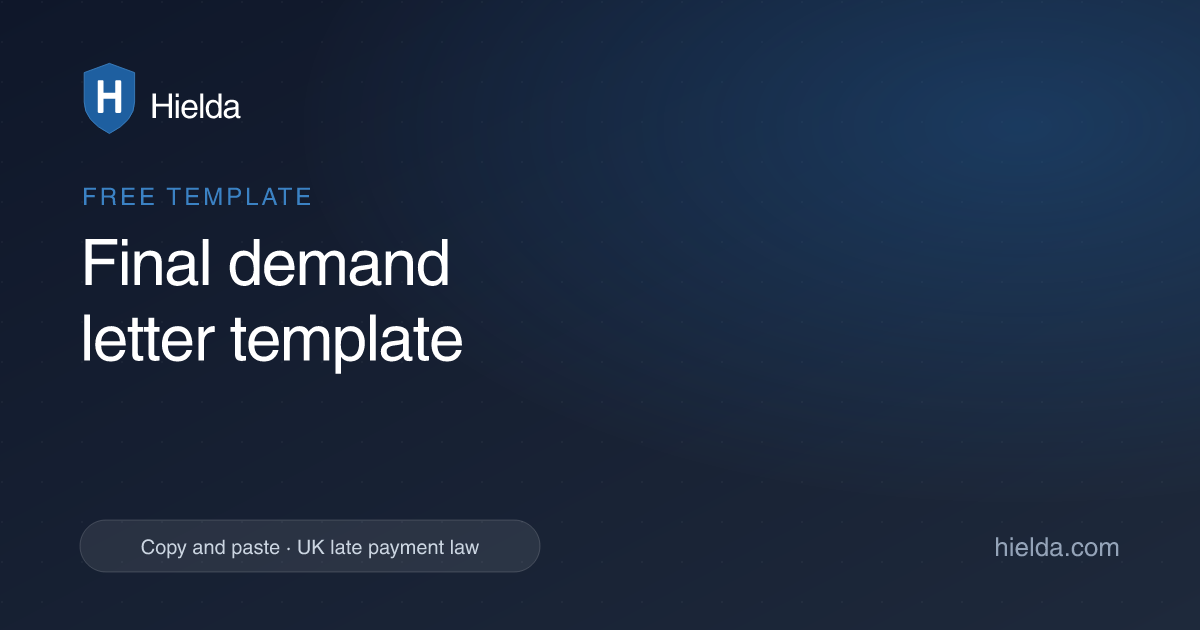 H
Hielda
FREE TEMPLATE
Final demand
letter template
Copy and paste · UK late payment law
hielda.com